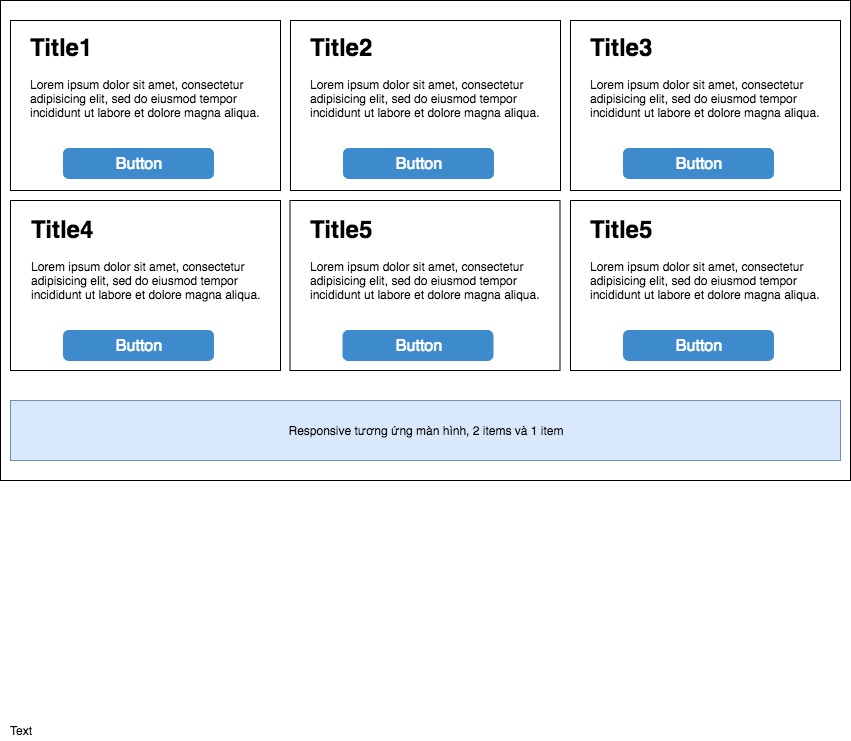 Title1
Lorem ipsum dolor sit amet, consectetur
adipisicing elit, sed do eiusmod tempor
incididunt ut labore et dolore magna aliqua.
Button
Title2
Lorem ipsum dolor sit amet, consectetur
adipisicing elit, sed do eiusmod tempor
incididunt ut labore et dolore magna aliqua.
Button
Title3
Lorem ipsum dolor sit amet, consectetur
adipisicing elit, sed do eiusmod tempor
incididunt ut labore et dolore magna aliqua.
Button
Title4
Lorem ipsum dolor sit amet, consectetur
adipisicing elit, sed do eiusmod tempor
incididunt ut labore et dolore magna aliqua.
Button
Title5
Lorem ipsum dolor sit amet, consectetur
adipisicing elit, sed do eiusmod tempor
incididunt ut labore et dolore magna aliqua.
Button
Title5
Lorem ipsum dolor sit amet, consectetur
adipisicing elit, sed do eiusmod tempor
incididunt ut labore et dolore magna aliqua.
Button
Responsive tương ứng màn hình, 2 items và 1 item
Text